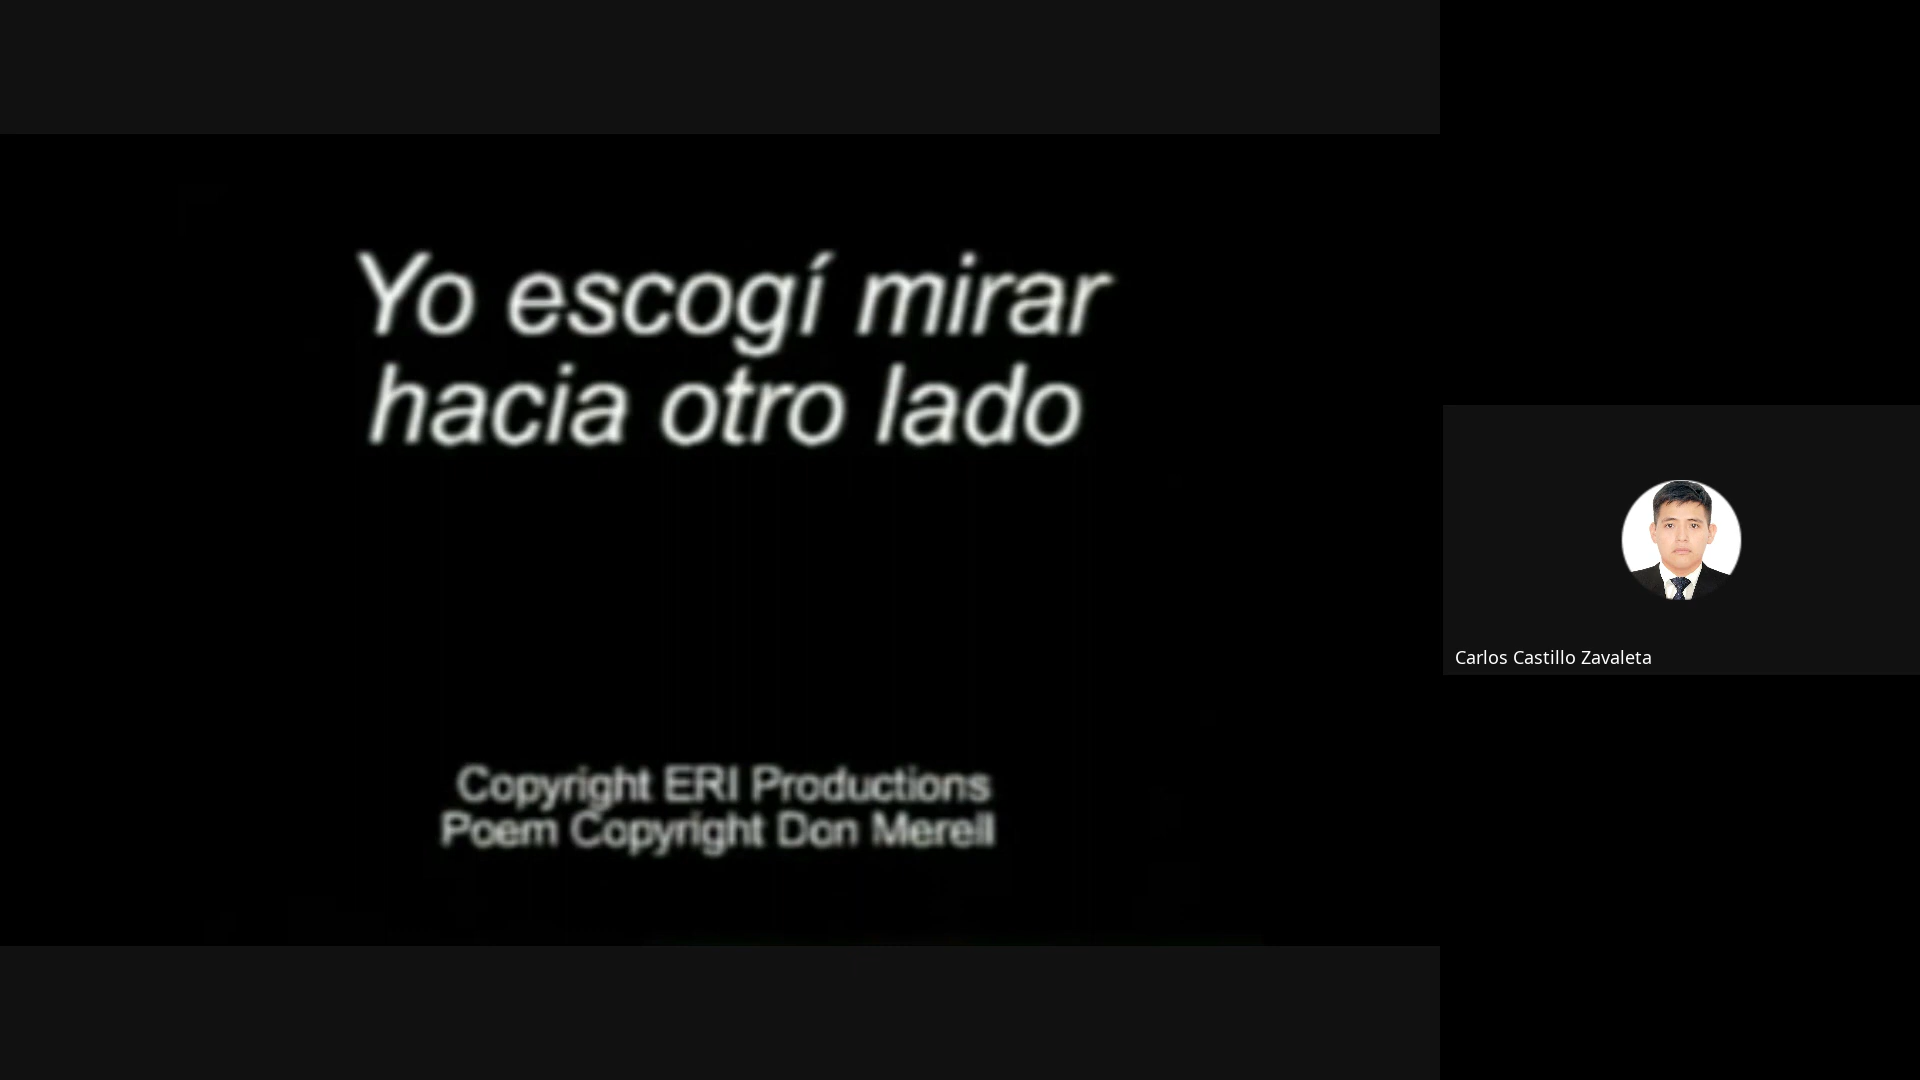 Yo escogí mirar
hacia otro lado
Copyright ERI Productions
Poem Copyright Don Merell
Carlos Castillo Zavaleta